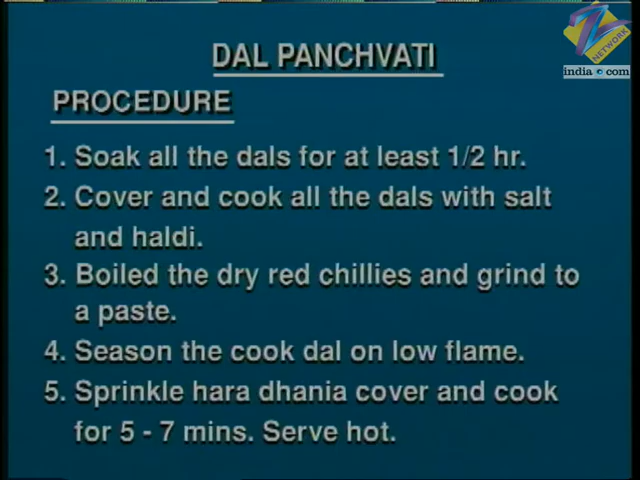 DAL PANCHVATI
NETWORK
india com
PROCEDURE
1. Soak all the dals for at least 1/2 hr.
2. Cover and cook all the dals with salt
and haldi.
3. Boiled the dry red chillies and grind to
a paste.
4. Season the cook dal on low flame.
5. Sprinkle hara dhania cover and cook
for 5 - 7 mins. Serve hot.